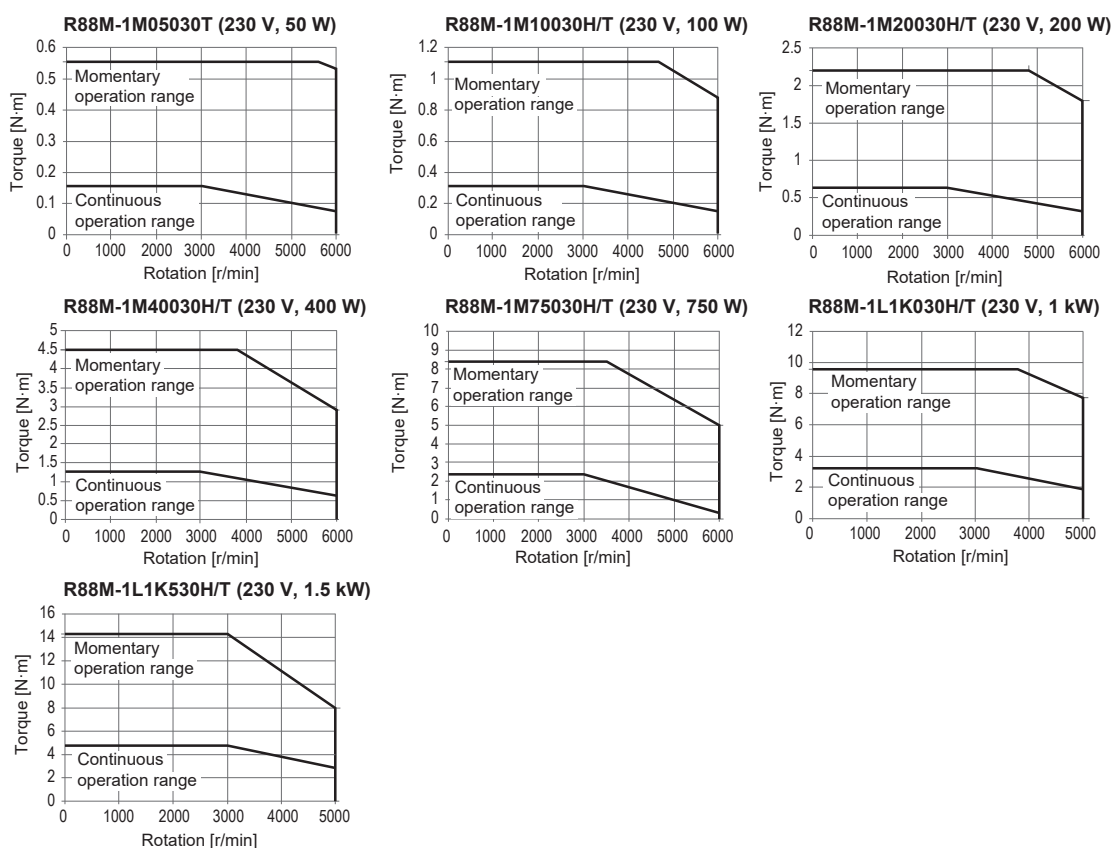 R88M-1M05030T (230 V, 50 W)
0.6
0.5
0.4
0.3
0.2
0.1
0
Torque [N·m]
Momentary
operation range
Continuous
operation range
0 1000 2000 3000 4000 5000 6000
Rotation [r/min]
R88M-1M10030H/T (230 V, 100 W)
1.2
1
0.8
0.6
0.4
0.2
0
Torque [N·m]
Momentary
operation range
Continuous
operation range
0 1000 2000 3000 4000 5000 6000
Rotation [r/min]
R88M-1M20030H/T (230 V, 200 W)
2.5
2
1.5
1
0.5
0
Torque [N·m]
Momentary
operation range
Continuous
operation range
0 1000 2000 3000 4000 5000 6000
Rotation [r/min]
R88M-1M40030H/T (230 V, 400 W)
5
4.5
4
3.5
3
2.5
2
1.5
1
0.5
0
Torque [N·m]
Momentary
operation range
Continuous
operation range
0 1000 2000 3000 4000 5000 6000
Rotation [r/min]
R88M-1M75030H/T (230 V, 750 W)
10
9
8
7
6
5
4
3
2
1
0
Torque [N·m]
Momentary
operation range
Continuous
operation range
0 1000 2000 3000 4000 5000 6000
Rotation [r/min]
R88M-1L1K030H/T (230 V, 1 kW)
12
10
8
6
4
2
0
Torque [N·m]
Momentary
operation range
Continuous
operation range
0 1000 2000 3000 4000 5000
Rotation [r/min]
R88M-1L1K530H/T (230 V, 1.5 kW)
16
14
12
10
8
6
4
2
0
Torque [N·m]
Momentary
operation range
Continuous
operation range
0 1000 2000 3000 4000 5000
Rotation [r/min]